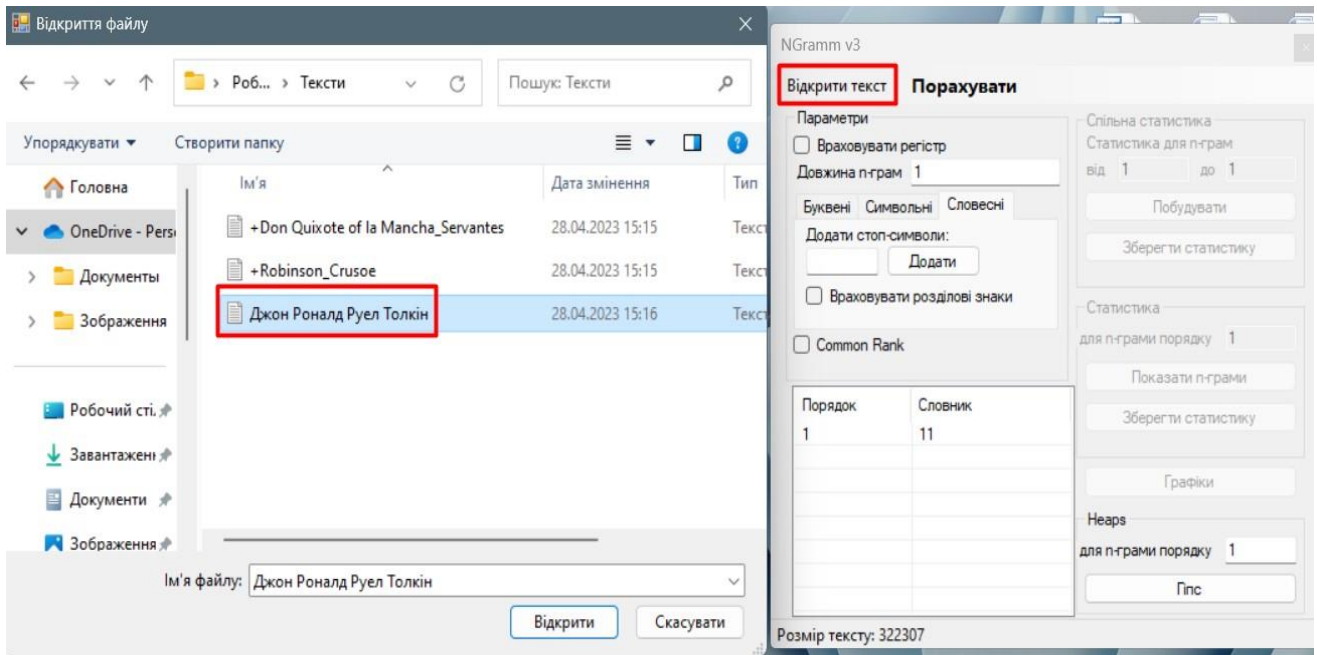 Відкриття файлу
Роб... › Тексти
Пошук: Тексти
Упорядкувати
Створити папку
Ім'я
Дата змінення
Тип
Головна
OneDrive - Perso
Документы
Зображення
Робочий сті.
Завантажені
Документи
Зображення
+Don Quixote of la Mancha_Servantes
28.04.2023 15:15
Текст
+Robinson_Crusoe
28.04.2023 15:15
Текст
Джон Роналд Руел Толкін
28.04.2023 15:16
Текст
Ім'я файлу:
Джон Роналд Руел Толкін
Відкрити
Скасувати
NGramm v3
Відкрити текст
Порахувати
Параметри
Враховувати регістр
Довжина n-грам 1
Буквені Символьні Словесні
Додати стоп-символи:
Додати
Враховувати розділові знаки
Common Rank
Порядок Словник
1 11
Спільна статистика
Статистика для n-грам
від 1 до 1
Побудувати
Зберегти статистику
Статистика
для n-грами порядку 1
Показати n-грами
Зберегти статистику
Графіки
Heaps
для n-грами порядку 1
Гіпс
Розмір тексту: 322307